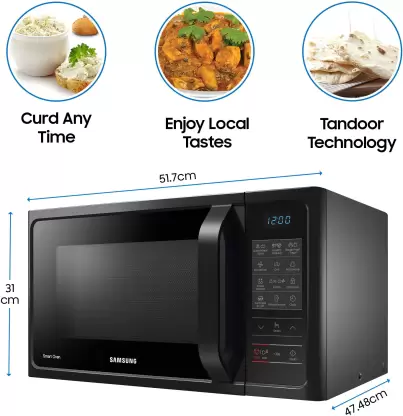 Curd Any
Time
Enjoy Local
Tastes
Tandoor
Technology
51.7cm
31
cm
12:00
Smart Oven
SAMSUNG
47.48cm